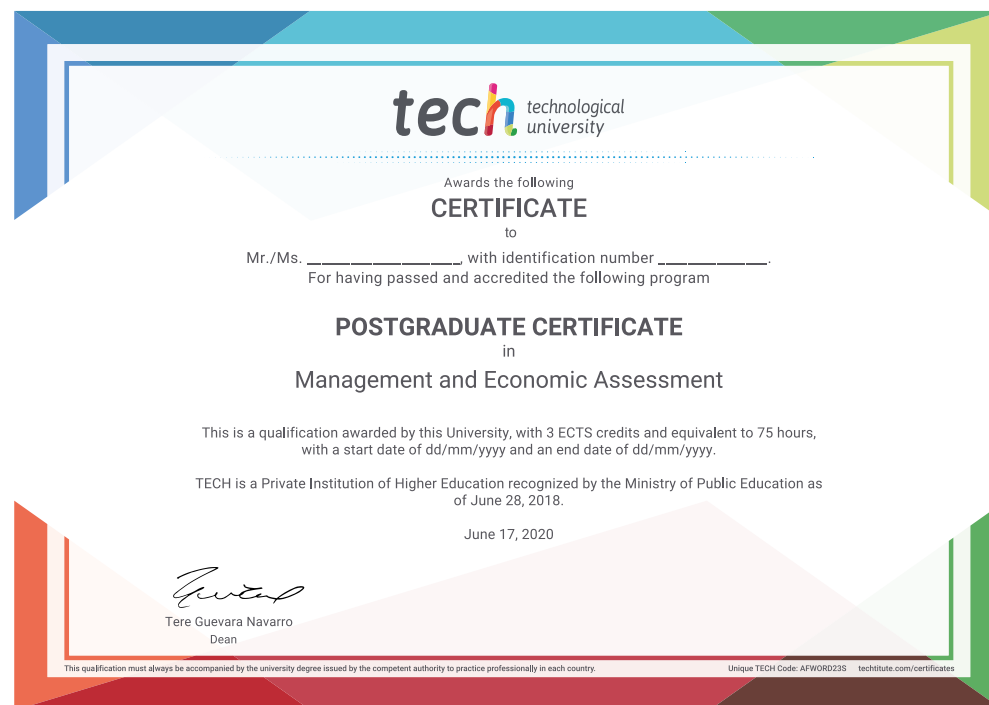 tech technological
university
Awards the following
CERTIFICATE
to
Mr./Ms. ____________________, with identification number ______________.
For having passed and accredited the following program
POSTGRADUATE CERTIFICATE
in
Management and Economic Assessment
This is a qualification awarded by this University, with 3 ECTS credits and equivalent to 75 hours,
with a start date of dd/mm/yyyy and an end date of dd/mm/yyyy.
TECH is a Private Institution of Higher Education recognized by the Ministry of Public Education as
of June 28, 2018.
June 17, 2020
Tere Guevara Navarro
Dean
This qualification must always be accompanied by the university degree issued by the competent authority to practice professionally in each country. Unique TECH Code: AFWORD23S techtitute.com/certificates